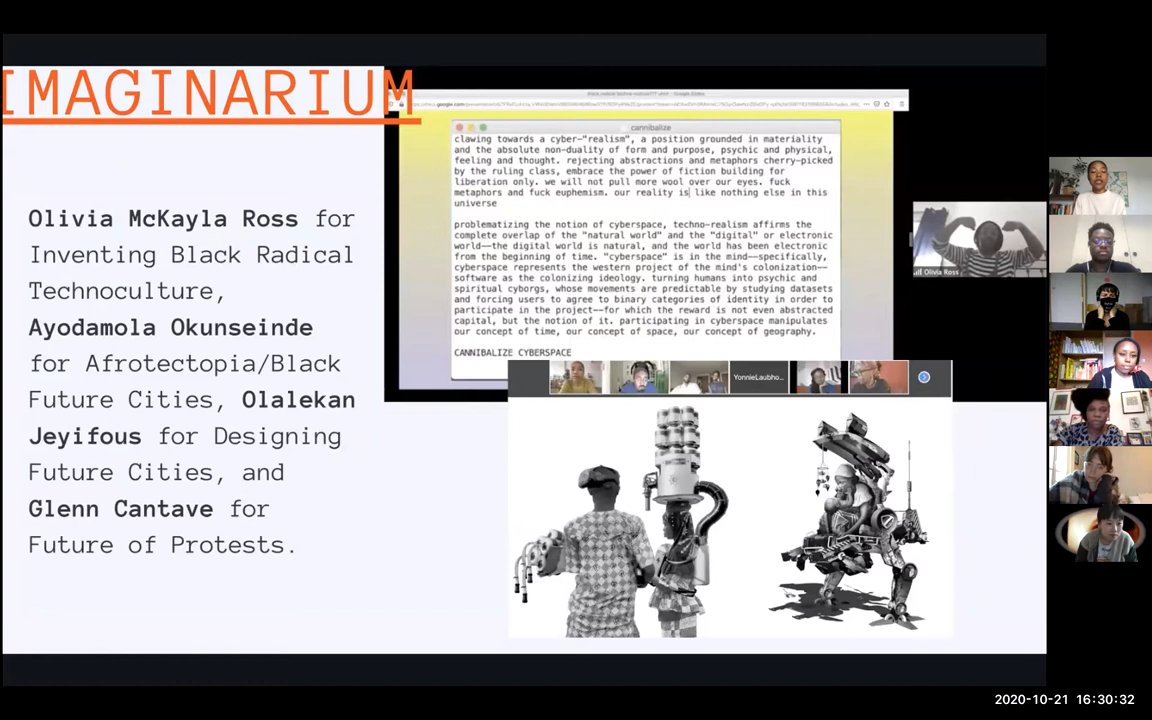 IMAGINARIUM
Olivia McKayla Ross for
Inventing Black Radical
Technoculture,
Ayodamola Okunseinde
for Afrotectopia/Black
Future Cities, Olalekan
Jeyifous for Designing
Future Cities, and
Glenn Cantave for
Future of Protests.
cannibalize
clawing towards a cyber-"realism", a position grounded in materiality
and the absolute non-duality of form and purpose, psychic and physical,
feeling and thought. rejecting abstractions and metaphors cherry-picked
by the ruling class, embrace the power of fiction building for
liberation only. we will not pull more wool over our eyes. fuck
metaphors and fuck euphemism. our reality is like nothing else in this
universe
problematizing the notion of cyberspace, techno-realism affirms the
complete overlap of the "natural world" and the "digital" or electronic
world--the digital world is natural, and the world has been electronic
from the beginning of time. "cyberspace" is in the mind--specifically,
cyberspace represents the western project of the mind's colonization--
software as the colonizing ideology. turning humans into psychic and
spiritual cyborgs, whose movements are predictable by studying datasets
and forcing users to agree to binary categories of identity in order to
participate in the project--for which the reward is not even abstracted
capital, but the notion of it. participating in cyberspace manipulates
our concept of time, our concept of space, our concept of geography.
CANNIBALIZE CYBERSPACE
Olivia Ross
YonnieLaubho...
2020-10-21 16:30:32